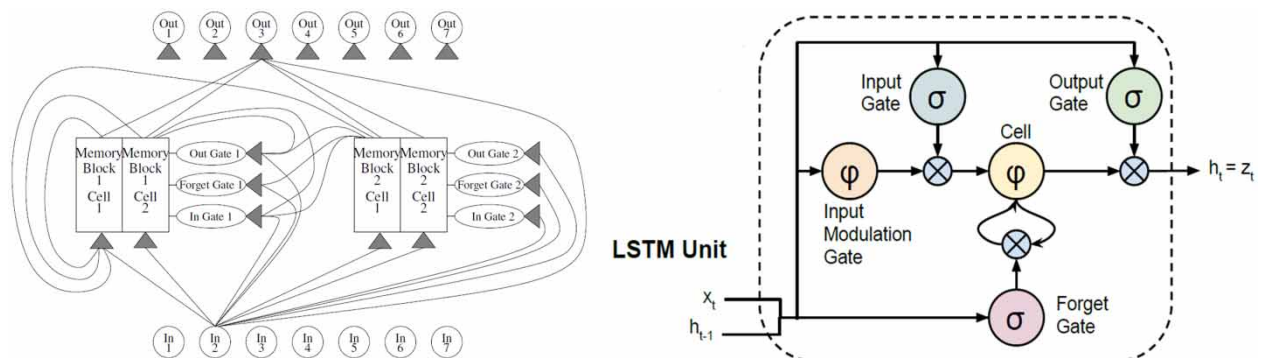 Out
1
Out
2
Out
3
Out
4
Out
5
Out
6
Out
7
Memory
Block
1
Cell
1
Memory
Block
1
Cell
2
Out Gate 1
Forget Gate 1
In Gate 1
Memory
Block
2
Cell
1
Memory
Block
2
Cell
2
Out Gate 2
Forget Gate 2
In Gate 2
In
1
In
2
In
3
In
4
In
5
In
6
In
7
Input
Gate
σ
Output
Gate
σ
Cell
φ
φ
Input
Modulation
Gate
h_t = z_t
LSTM Unit
x_t
h_t-1
σ
Forget
Gate